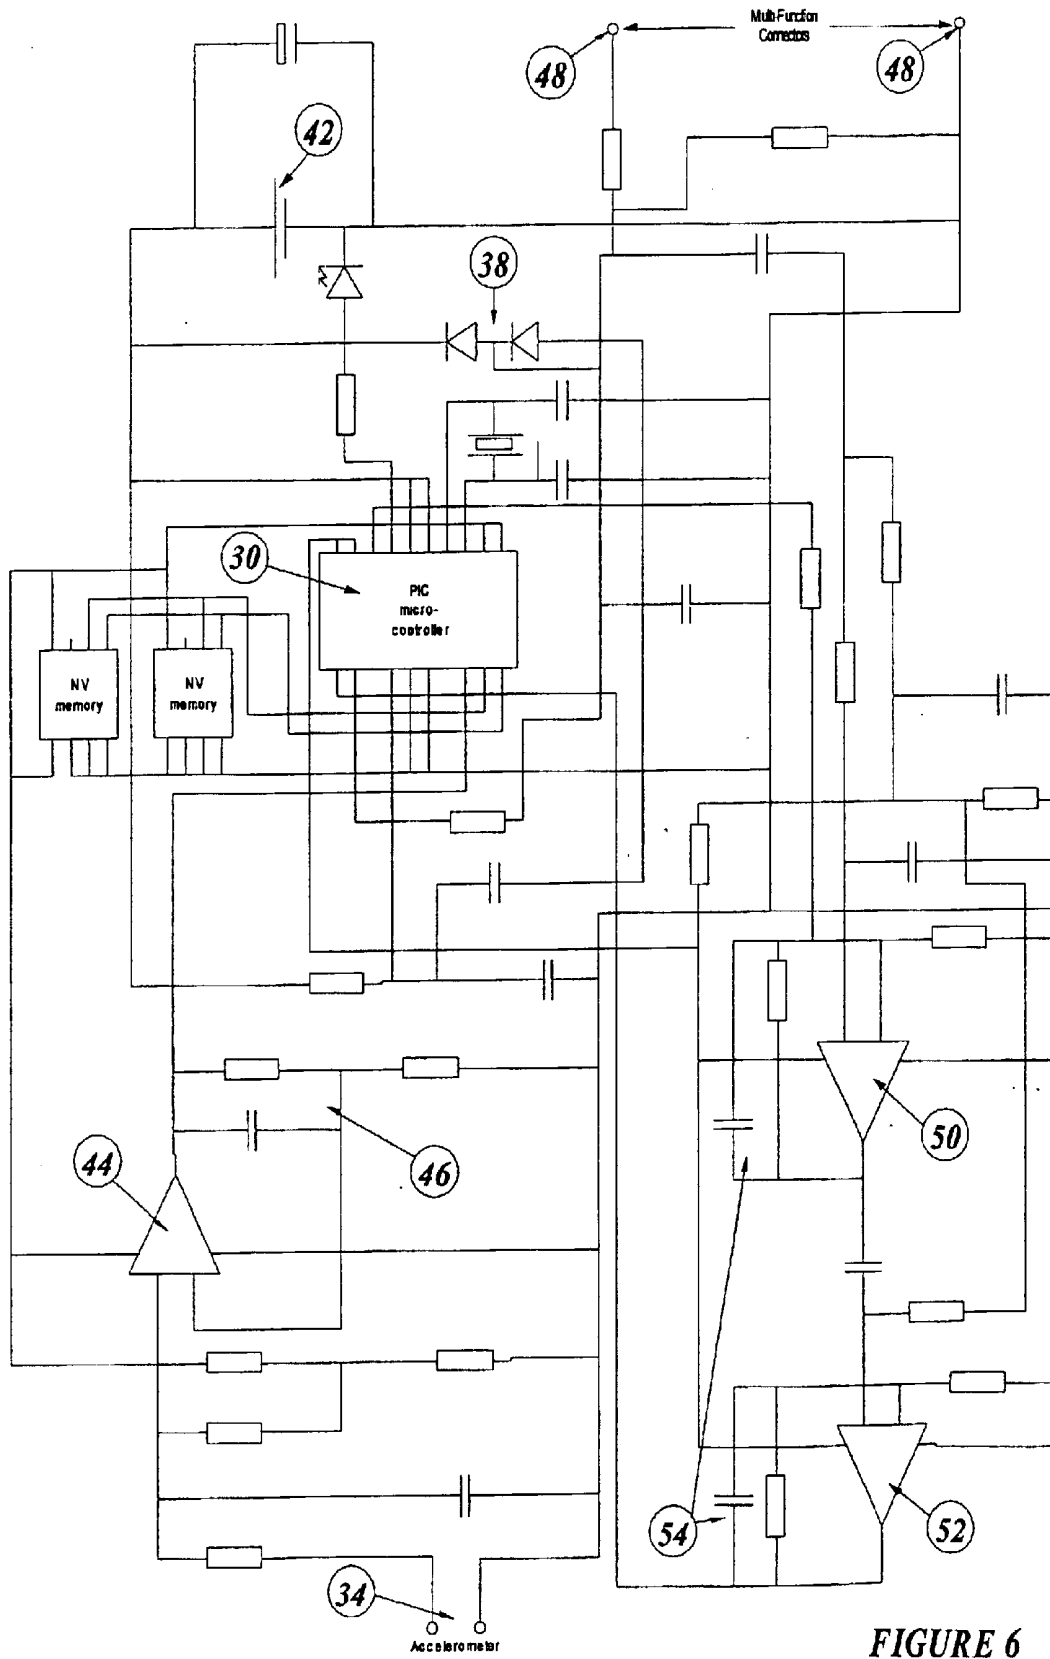 Multi-Function
Connectors
48
48
42
38
30
PIC
micro-
controller
NV
memory
NV
memory
50
46
44
54
52
34
Accelerometer
FIGURE 6